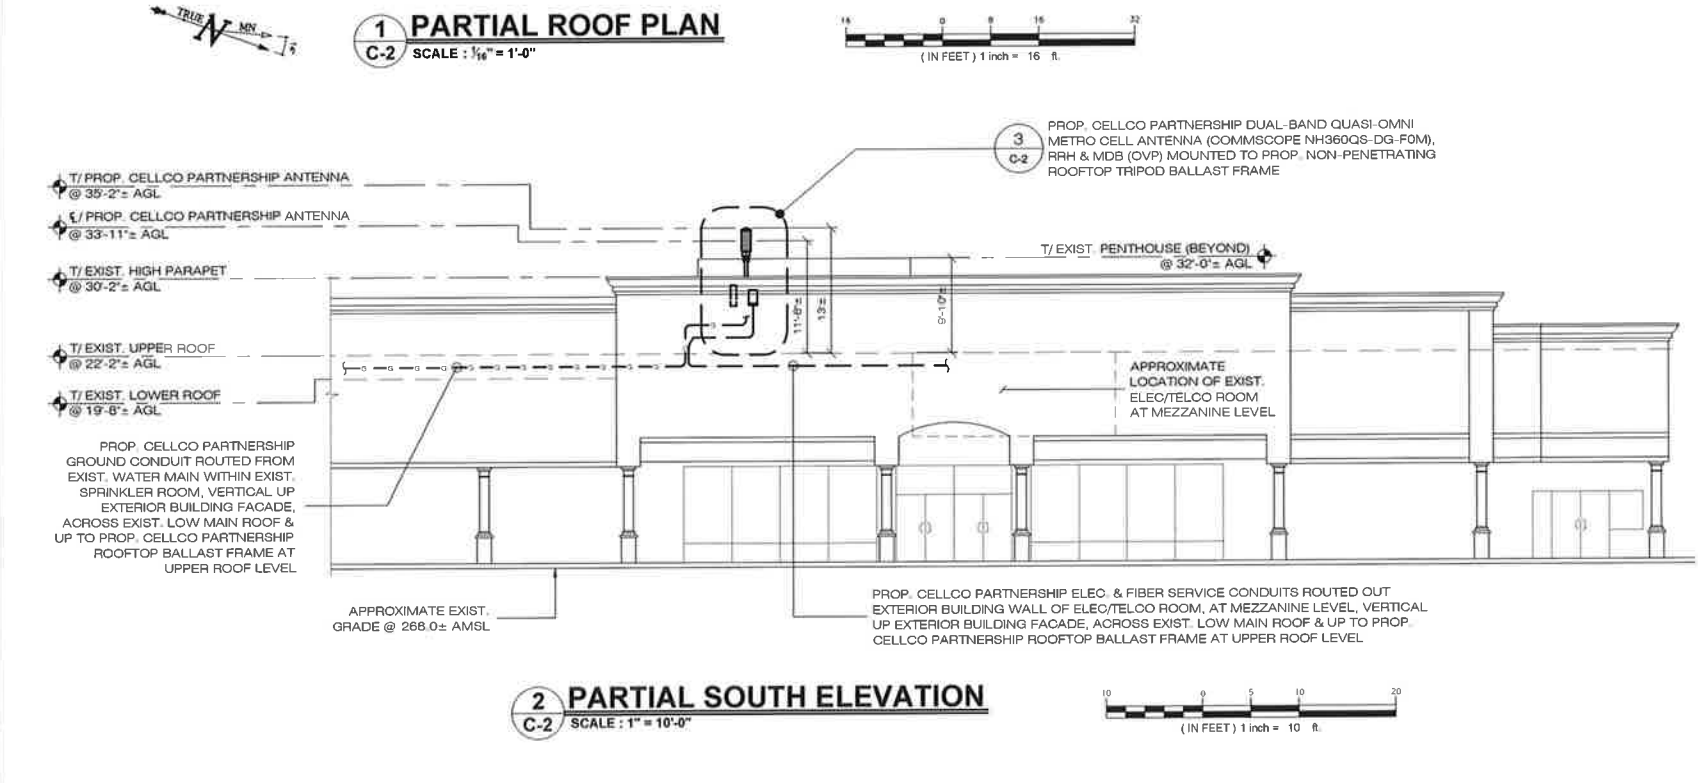 TRUE
N
MN
1
C-2
PARTIAL ROOF PLAN
SCALE : 1/16" = 1'-0"
16 0 8 16 32
( IN FEET ) 1 inch = 16 ft.
3
C-2
PROP. CELLCO PARTNERSHIP DUAL-BAND QUASI-OMNI
METRO CELL ANTENNA (COMMSCOPE NH360QS-DG-F0M),
RRH & MDB (OVP) MOUNTED TO PROP. NON-PENETRATING
ROOFTOP TRIPOD BALLAST FRAME
T/ PROP. CELLCO PARTNERSHIP ANTENNA
@ 35'-2"± AGL
℄/ PROP. CELLCO PARTNERSHIP ANTENNA
@ 33'-11"± AGL
T/ EXIST. HIGH PARAPET
@ 30'-2"± AGL
T/ EXIST. UPPER ROOF
@ 22'-2"± AGL
T/ EXIST. LOWER ROOF
@ 19'-8"± AGL
T/ EXIST. PENTHOUSE (BEYOND)
@ 32'-0"± AGL
13'±
9'-10"±
G G G G G G G G G G G
APPROXIMATE
LOCATION OF EXIST.
ELEC/TELCO ROOM
AT MEZZANINE LEVEL
PROP. CELLCO PARTNERSHIP
GROUND CONDUIT ROUTED FROM
EXIST. WATER MAIN WITHIN EXIST.
SPRINKLER ROOM, VERTICAL UP
EXTERIOR BUILDING FACADE,
ACROSS EXIST. LOW MAIN ROOF &
UP TO PROP. CELLCO PARTNERSHIP
ROOFTOP BALLAST FRAME AT
UPPER ROOF LEVEL
APPROXIMATE EXIST.
GRADE @ 268.0± AMSL
PROP. CELLCO PARTNERSHIP ELEC. & FIBER SERVICE CONDUITS ROUTED OUT
EXTERIOR BUILDING WALL OF ELEC/TELCO ROOM, AT MEZZANINE LEVEL, VERTICAL
UP EXTERIOR BUILDING FACADE, ACROSS EXIST. LOW MAIN ROOF & UP TO PROP.
CELLCO PARTNERSHIP ROOFTOP BALLAST FRAME AT UPPER ROOF LEVEL
2
C-2
PARTIAL SOUTH ELEVATION
SCALE : 1" = 10'-0"
10 0 5 10 20
( IN FEET ) 1 inch = 10 ft.